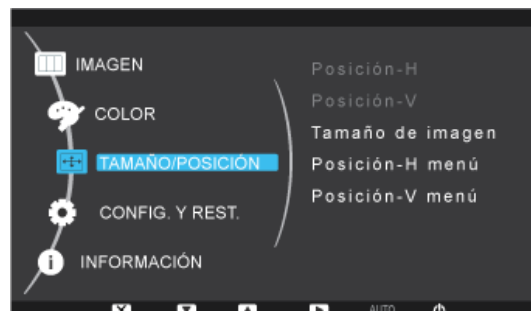 IMAGEN
COLOR
TAMAÑO/POSICIÓN
CONFIG. Y REST.
INFORMACIÓN
Posición-H
Posición-V
Tamaño de imagen
Posición-H menú
Posición-V menú
AUTO